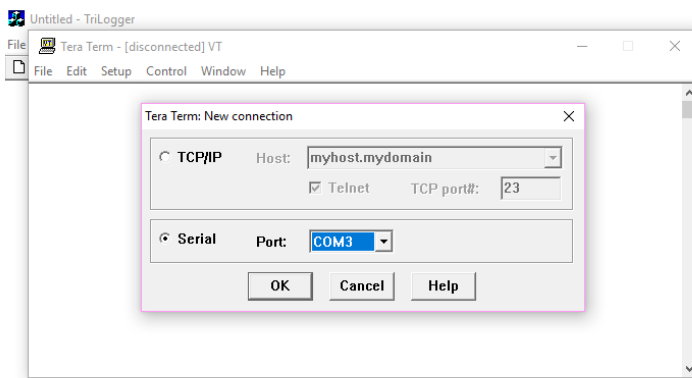 Untitled - TriLogger
File
Tera Term - [disconnected] VT
File Edit Setup Control Window Help
Tera Term: New connection
TCP/IP Host: myhost.mydomain
Telnet TCP port#: 23
Serial Port: COM3
OK Cancel Help